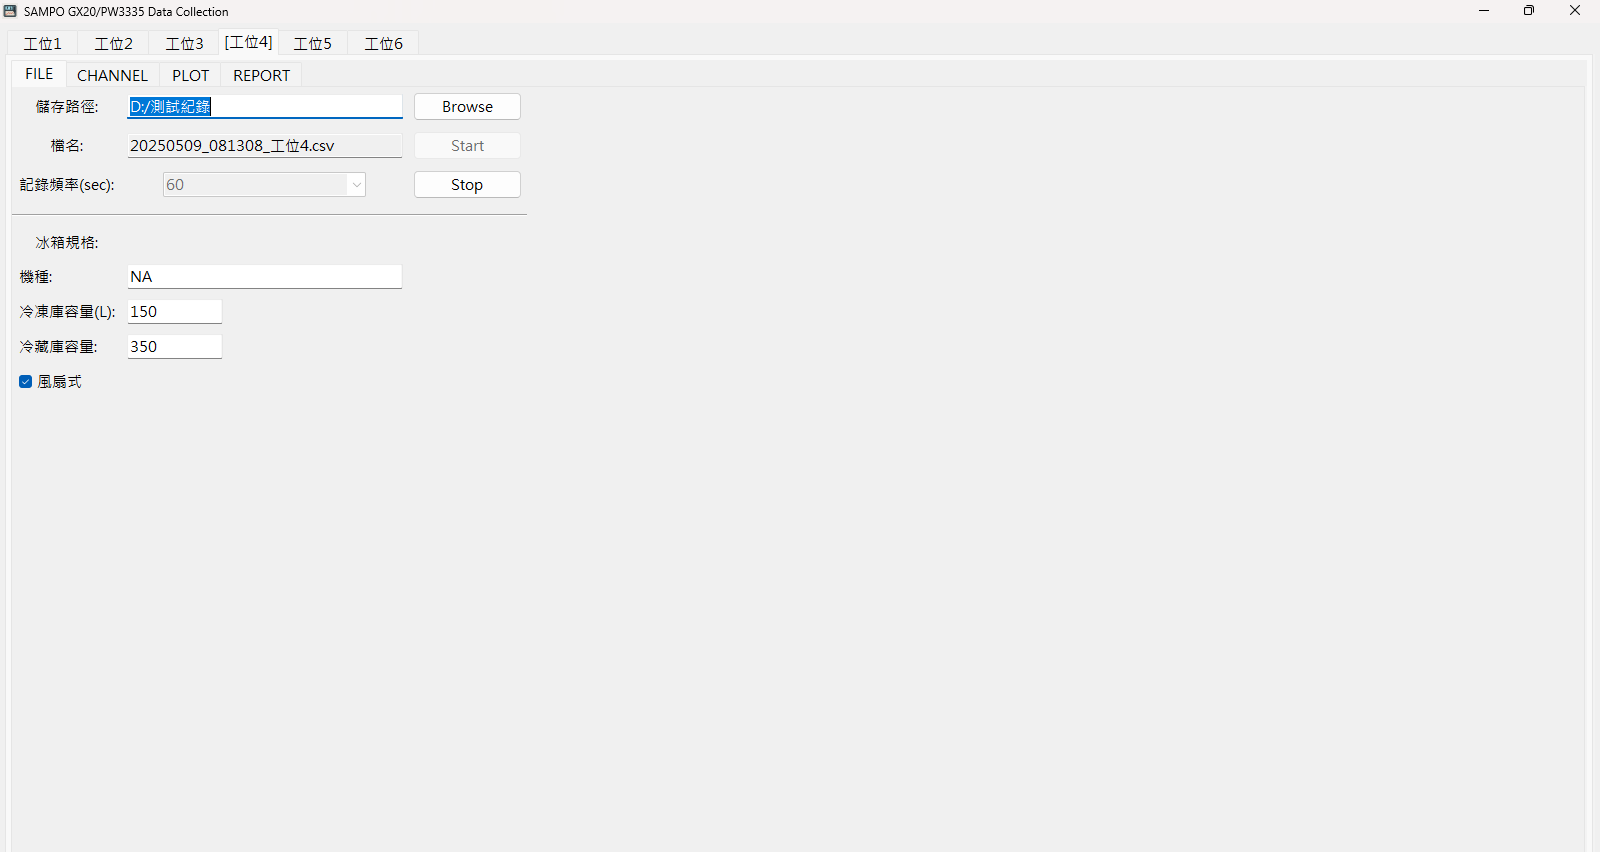 SAMPO GX20/PW3335 Data Collection
工位1 工位2 工位3 [工位4] 工位5 工位6
FILE CHANNEL PLOT REPORT
儲存路徑: D:/測試紀錄 Browse
檔名: 20250509_081308_工位4.csv Start
記錄頻率(sec): 60 Stop
冰箱規格:
機種: NA
冷凍庫容量(L): 150
冷藏庫容量: 350
風扇式